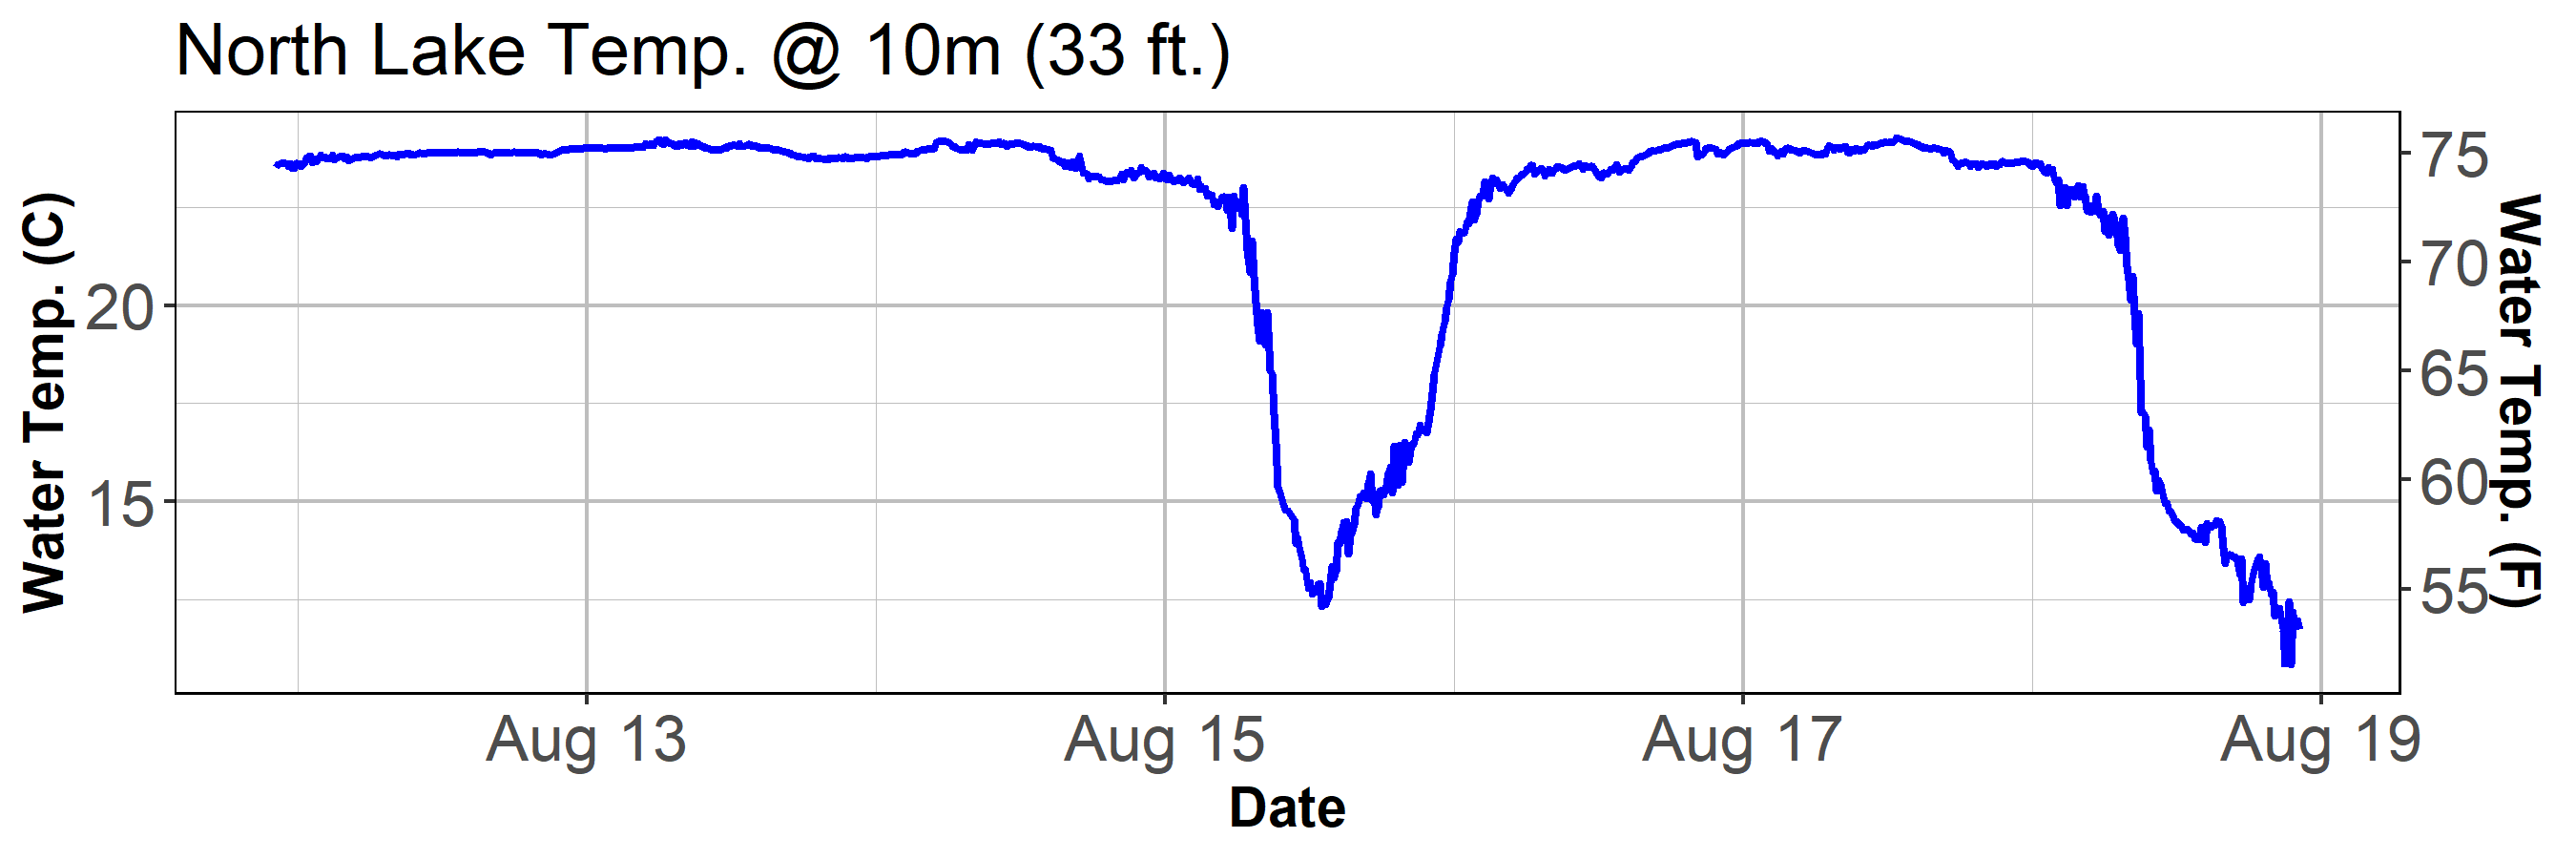 North Lake Temp. @ 10m (33 ft.)
Water Temp. (C)
20
15
75
70
65
60
55
Water Temp. (F)
Aug 13
Aug 15
Aug 17
Aug 19
Date